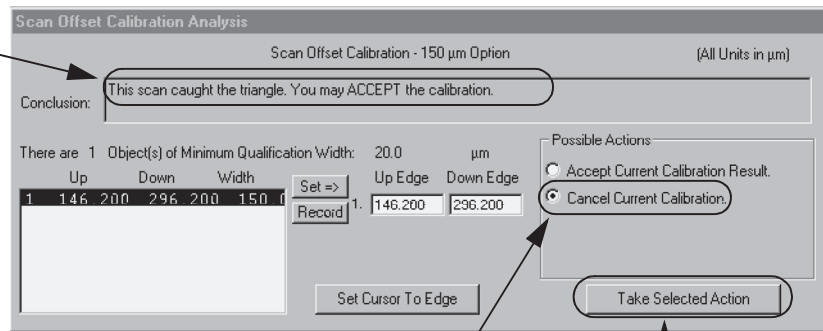 Scan Offset Calibration Analysis
Scan Offset Calibration - 150 µm Option (All Units in µm)
Conclusion: This scan caught the triangle. You may ACCEPT the calibration.
There are 1 Object(s) of Minimum Qualification Width: 20.0 µm
Up Down Width
1 146.200 296.200 150.0
Set =>
Record
Up Edge Down Edge
1. 146.200 296.200
Set Cursor To Edge
Possible Actions
Accept Current Calibration Result.
Cancel Current Calibration.
Take Selected Action